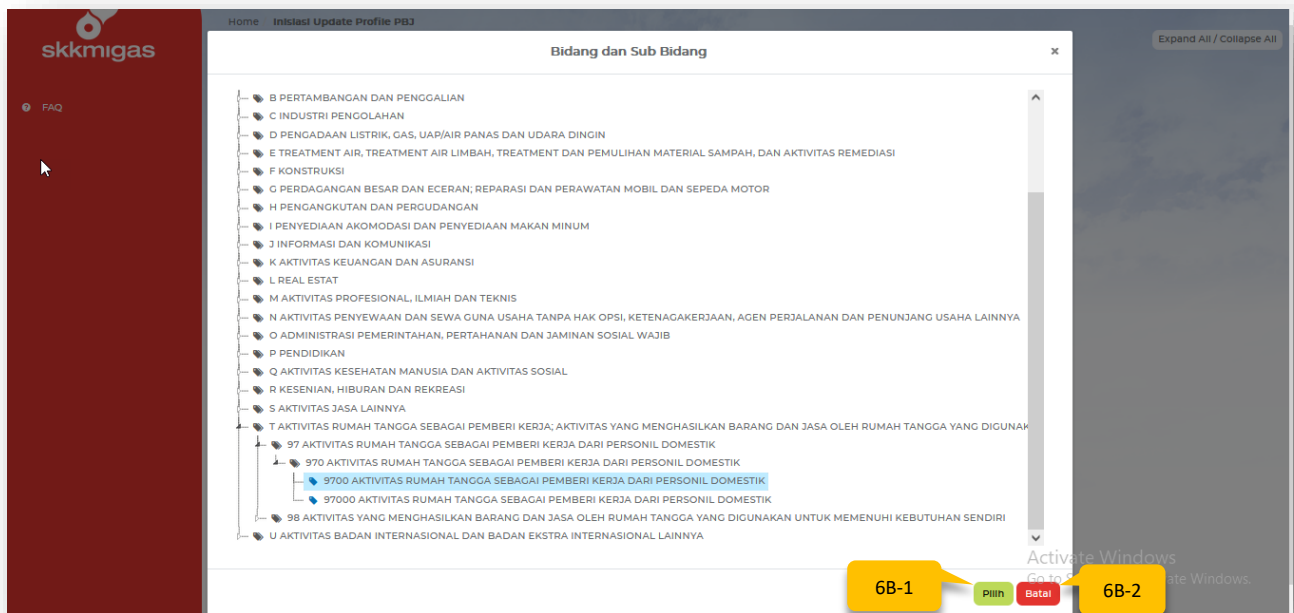 Home Inisiasi Update Profile PBJ
skkmigas
Expand All / Collapse All
Bidang dan Sub Bidang
×
FAQ
B PERTAMBANGAN DAN PENGGALIAN
C INDUSTRI PENGOLAHAN
D PENGADAAN LISTRIK, GAS, UAP/AIR PANAS DAN UDARA DINGIN
E TREATMENT AIR, TREATMENT AIR LIMBAH, TREATMENT DAN PEMULIHAN MATERIAL SAMPAH, DAN AKTIVITAS REMEDIASI
F KONSTRUKSI
G PERDAGANGAN BESAR DAN ECERAN; REPARASI DAN PERAWATAN MOBIL DAN SEPEDA MOTOR
H PENGANGKUTAN DAN PERGUDANGAN
I PENYEDIAAN AKOMODASI DAN PENYEDIAAN MAKAN MINUM
J INFORMASI DAN KOMUNIKASI
K AKTIVITAS KEUANGAN DAN ASURANSI
L REAL ESTAT
M AKTIVITAS PROFESIONAL, ILMIAH DAN TEKNIS
N AKTIVITAS PENYEWAAN DAN SEWA GUNA USAHA TANPA HAK OPSI, KETENAGAKERJAAN, AGEN PERJALANAN DAN PENUNJANG USAHA LAINNYA
O ADMINISTRASI PEMERINTAHAN, PERTAHANAN DAN JAMINAN SOSIAL WAJIB
P PENDIDIKAN
Q AKTIVITAS KESEHATAN MANUSIA DAN AKTIVITAS SOSIAL
R KESENIAN, HIBURAN DAN REKREASI
S AKTIVITAS JASA LAINNYA
T AKTIVITAS RUMAH TANGGA SEBAGAI PEMBERI KERJA; AKTIVITAS YANG MENGHASILKAN BARANG DAN JASA OLEH RUMAH TANGGA YANG DIGUNAK
97 AKTIVITAS RUMAH TANGGA SEBAGAI PEMBERI KERJA DARI PERSONIL DOMESTIK
970 AKTIVITAS RUMAH TANGGA SEBAGAI PEMBERI KERJA DARI PERSONIL DOMESTIK
9700 AKTIVITAS RUMAH TANGGA SEBAGAI PEMBERI KERJA DARI PERSONIL DOMESTIK
97000 AKTIVITAS RUMAH TANGGA SEBAGAI PEMBERI KERJA DARI PERSONIL DOMESTIK
98 AKTIVITAS YANG MENGHASILKAN BARANG DAN JASA OLEH RUMAH TANGGA YANG DIGUNAKAN UNTUK MEMENUHI KEBUTUHAN SENDIRI
U AKTIVITAS BADAN INTERNASIONAL DAN BADAN EKSTRA INTERNASIONAL LAINNYA
Activate Windows
Go to
ate Windows.
6B-1
Pilih
Batal
6B-2